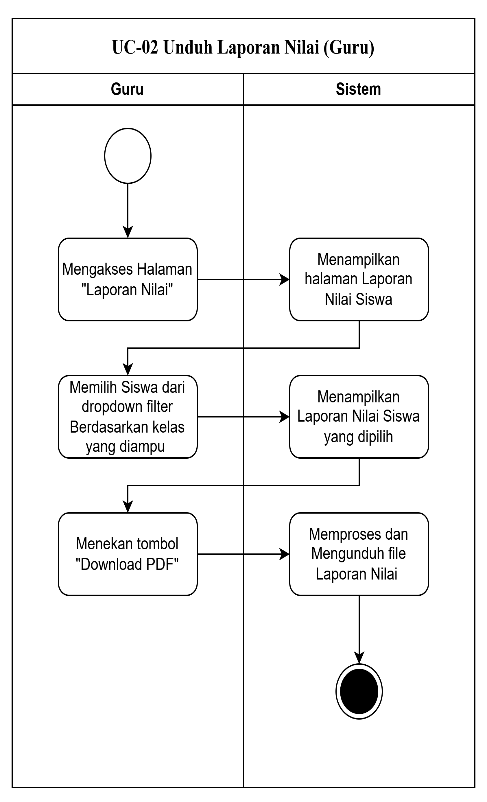 UC-02 Unduh Laporan Nilai (Guru)
Guru
Sistem
Mengakses Halaman
"Laporan Nilai"
Menampilkan
halaman Laporan
Nilai Siswa
Memilih Siswa dari
dropdown filter
Berdasarkan kelas
yang diampu
Menampilkan
Laporan Nilai Siswa
yang dipilih
Menekan tombol
"Download PDF"
Memproses dan
Mengunduh file
Laporan Nilai